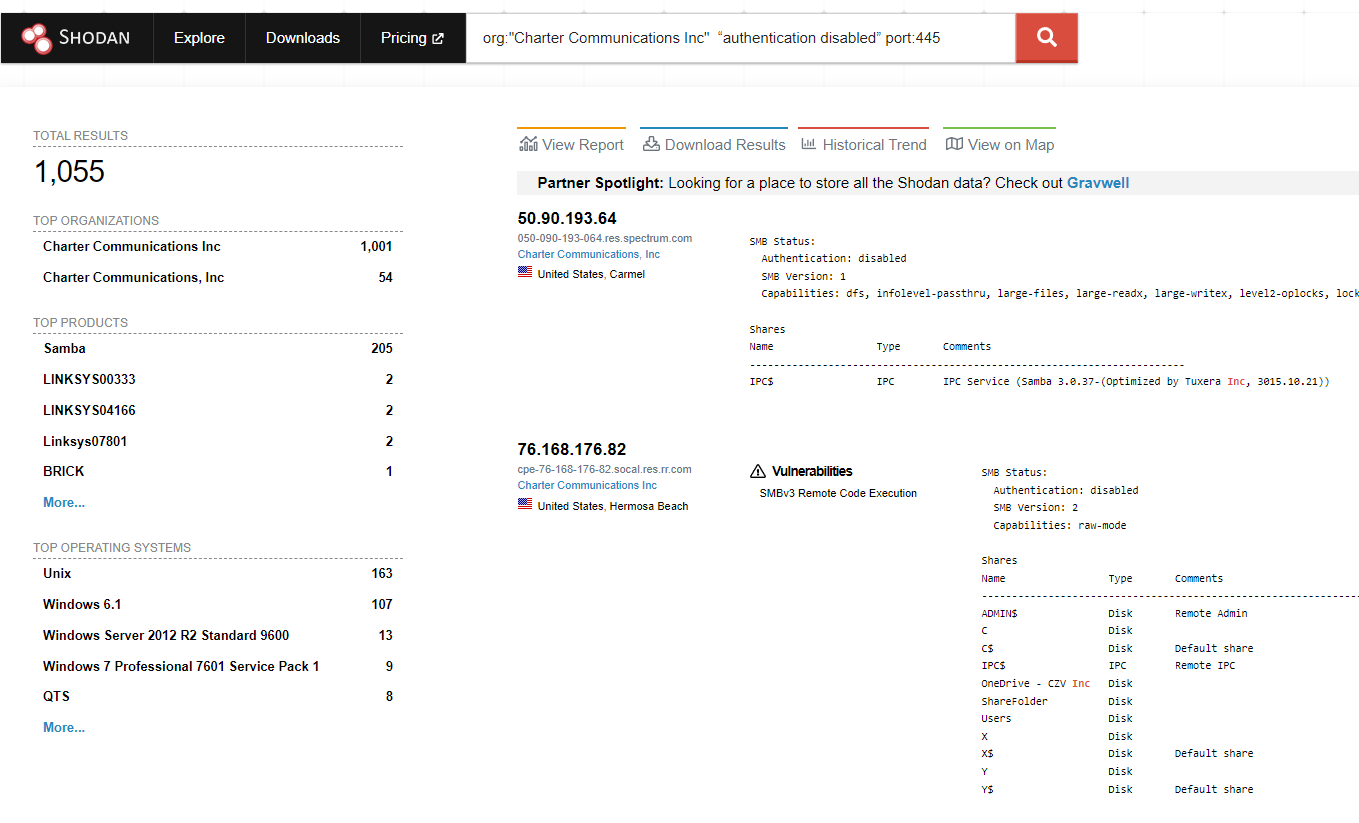 SHODAN Explore Downloads Pricing org:"Charter Communications Inc" “authentication disabled” port:445
TOTAL RESULTS
1,055
TOP ORGANIZATIONS
Charter Communications Inc 1,001
Charter Communications, Inc 54
TOP PRODUCTS
Samba 205
LINKSYS00333 2
LINKSYS04166 2
Linksys07801 2
BRICK 1
More...
TOP OPERATING SYSTEMS
Unix 163
Windows 6.1 107
Windows Server 2012 R2 Standard 9600 13
Windows 7 Professional 7601 Service Pack 1 9
QTS 8
More...
View Report Download Results Historical Trend View on Map
Partner Spotlight: Looking for a place to store all the Shodan data? Check out Gravwell
50.90.193.64
050-090-193-064.res.spectrum.com
Charter Communications, Inc
United States, Carmel
SMB Status:
Authentication: disabled
SMB Version: 1
Capabilities: dfs, infolevel-passthru, large-files, large-readx, large-writex, level2-oplocks, lock
Shares
Name Type Comments
------------------------------------------------------------------------
IPC$ IPC IPC Service (Samba 3.0.37-(Optimized by Tuxera Inc, 3015.10.21))
76.168.176.82
cpe-76-168-176-82.socal.res.rr.com
Charter Communications Inc
United States, Hermosa Beach
Vulnerabilities
SMBv3 Remote Code Execution
SMB Status:
Authentication: disabled
SMB Version: 2
Capabilities: raw-mode
Shares
Name Type Comments
------------------------------------------------------------------------
ADMIN$ Disk Remote Admin
C Disk
C$ Disk Default share
IPC$ IPC Remote IPC
OneDrive - CZV Inc Disk
ShareFolder Disk
Users Disk
X Disk
X$ Disk Default share
Y Disk
Y$ Disk Default share